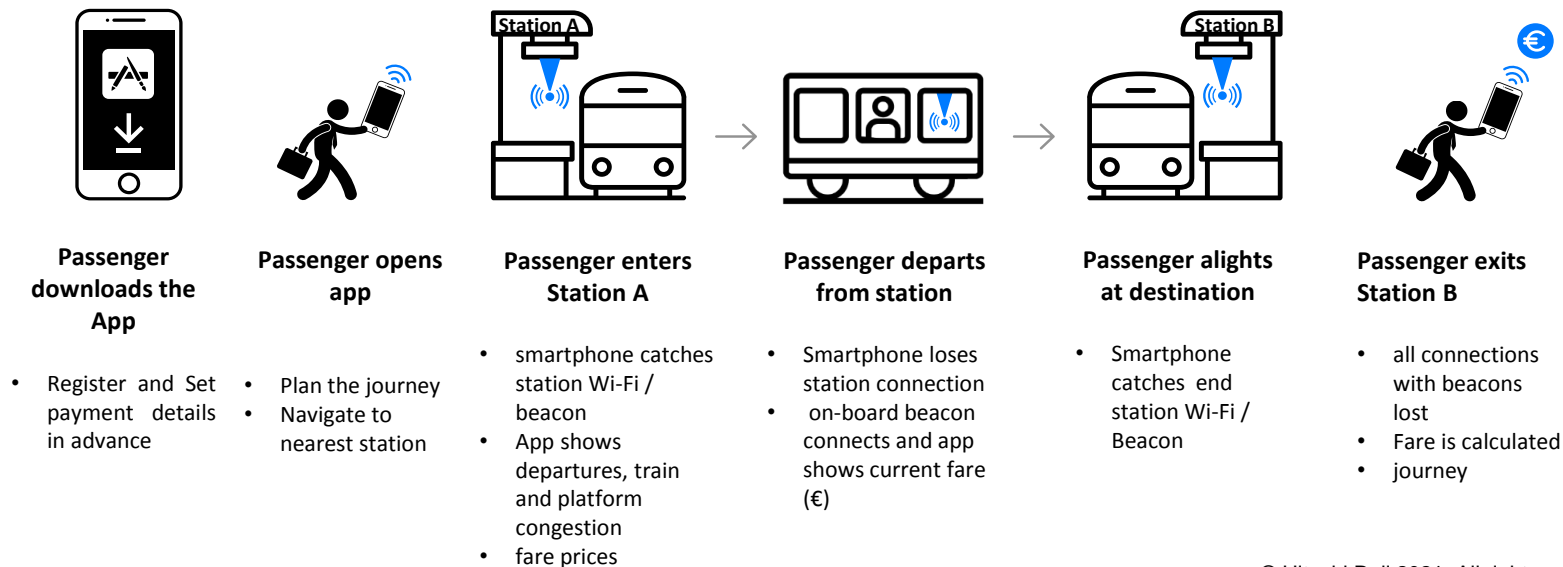 Station A
Station B
€
Passenger
downloads the
App
• Register and Set
payment details
in advance
Passenger opens
app
• Plan the journey
• Navigate to
nearest station
Passenger enters
Station A
• smartphone catches
station Wi-Fi /
beacon
• App shows
departures, train
and platform
congestion
• fare prices
Passenger departs
from station
• Smartphone loses
station connection
• on-board beacon
connects and app
shows current fare
(€)
Passenger alights
at destination
• Smartphone
catches end
station Wi-Fi /
Beacon
Passenger exits
Station B
• all connections
with beacons
lost
• Fare is calculated
• journey